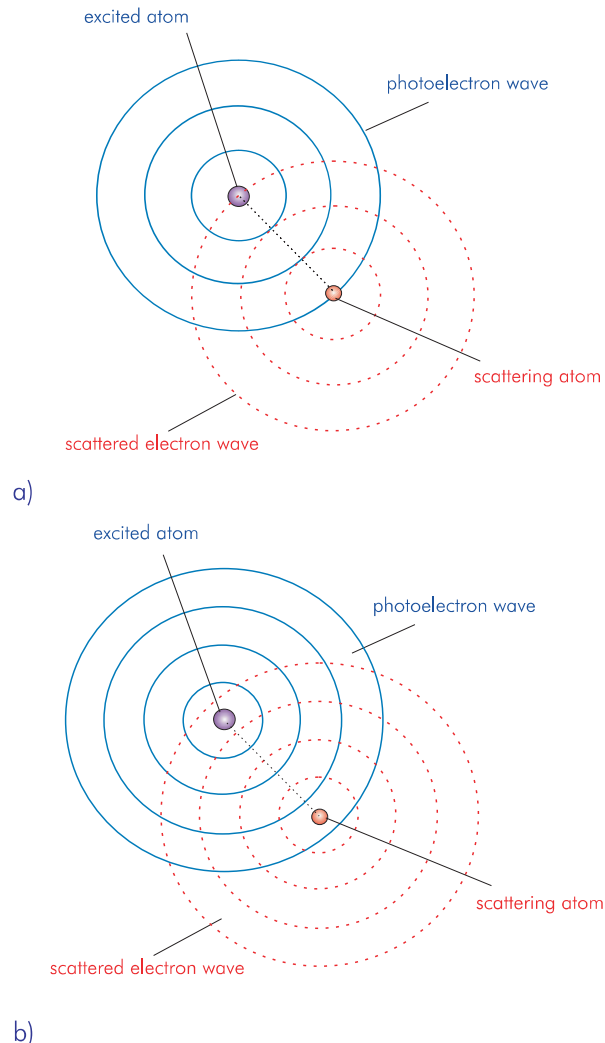 excited atom
photoelectron wave
scattering atom
scattered electron wave
a)
excited atom
photoelectron wave
scattering atom
scattered electron wave
b)